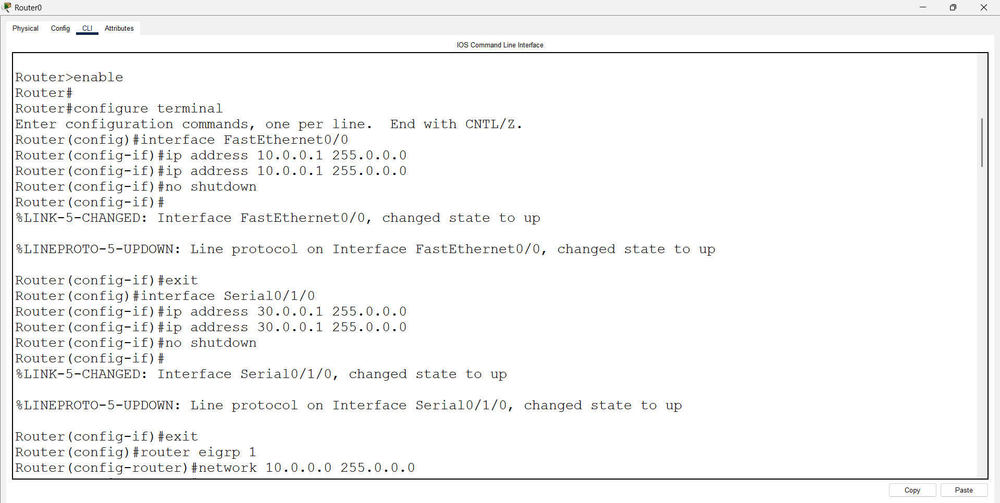 Router0
Physical Config CLI Attributes
IOS Command Line Interface
Router>enable
Router#
Router#configure terminal
Enter configuration commands, one per line.  End with CNTL/Z.
Router(config)#interface FastEthernet0/0
Router(config-if)#ip address 10.0.0.1 255.0.0.0
Router(config-if)#ip address 10.0.0.1 255.0.0.0
Router(config-if)#no shutdown
Router(config-if)#
%LINK-5-CHANGED: Interface FastEthernet0/0, changed state to up
%LINEPROTO-5-UPDOWN: Line protocol on Interface FastEthernet0/0, changed state to up
Router(config-if)#exit
Router(config)#interface Serial0/1/0
Router(config-if)#ip address 30.0.0.1 255.0.0.0
Router(config-if)#ip address 30.0.0.1 255.0.0.0
Router(config-if)#no shutdown
Router(config-if)#
%LINK-5-CHANGED: Interface Serial0/1/0, changed state to up
%LINEPROTO-5-UPDOWN: Line protocol on Interface Serial0/1/0, changed state to up
Router(config-if)#exit
Router(config)#router eigrp 1
Router(config-router)#network 10.0.0.0 255.0.0.0
Copy Paste